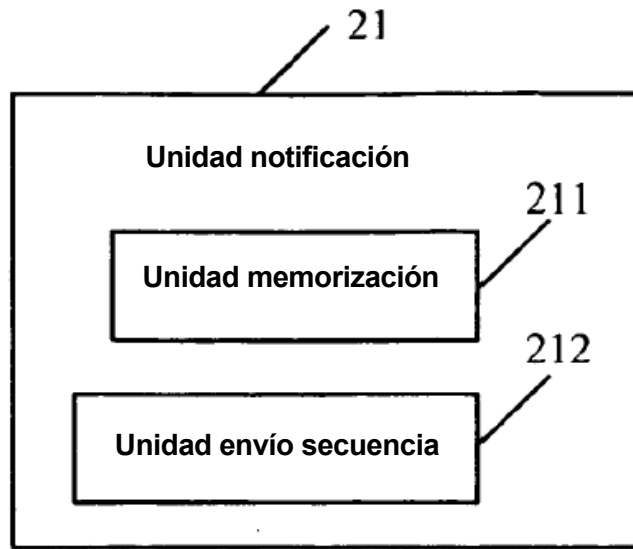 21
Unidad notificación
211
Unidad memorización
212
Unidad envío secuencia